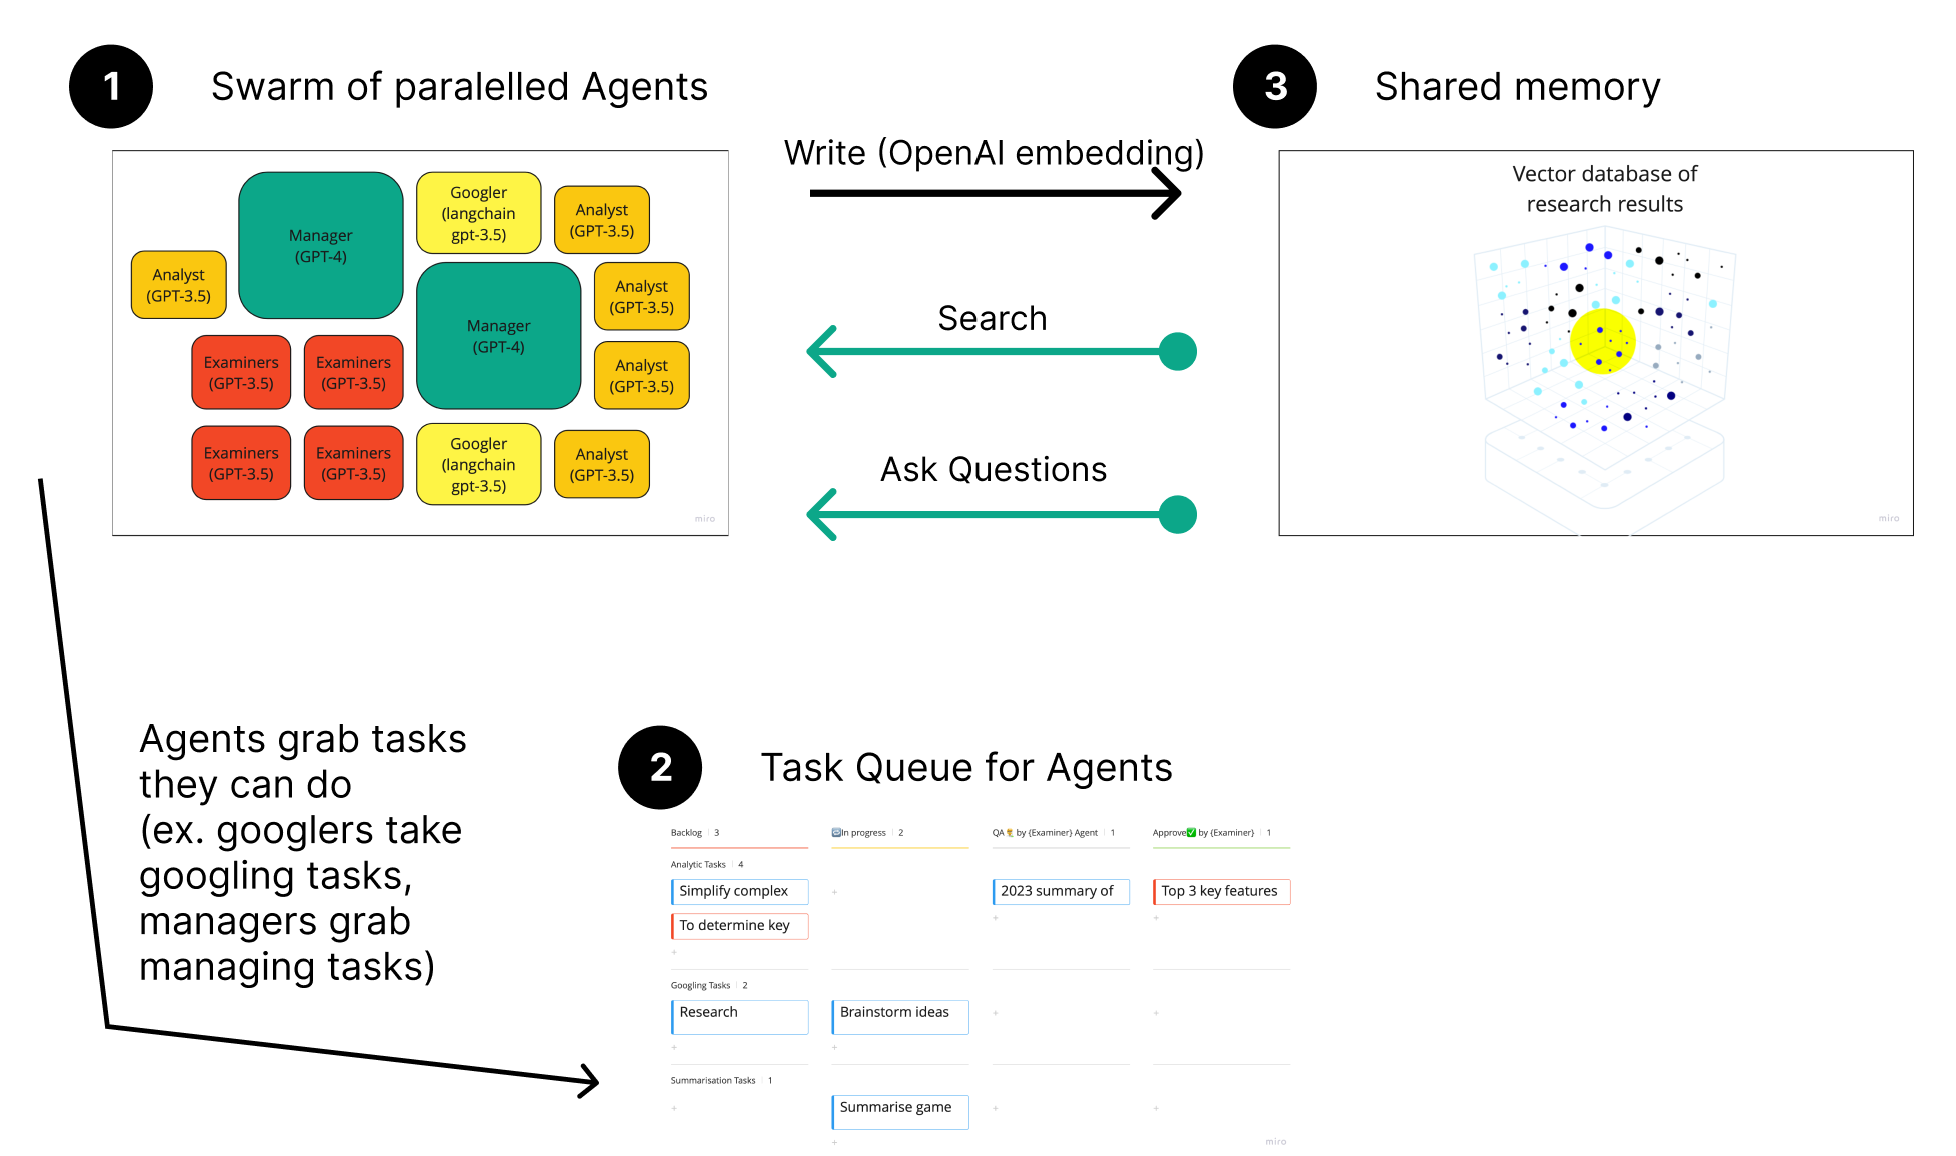 1
Swarm of paralelled Agents
Manager
(GPT-4)
Googler
(langchain
gpt-3.5)
Analyst
(GPT-3.5)
Analyst
(GPT-3.5)
Manager
(GPT-4)
Analyst
(GPT-3.5)
Examiners
(GPT-3.5)
Examiners
(GPT-3.5)
Analyst
(GPT-3.5)
Examiners
(GPT-3.5)
Examiners
(GPT-3.5)
Googler
(langchain
gpt-3.5)
Analyst
(GPT-3.5)
miro
Write (OpenAI embedding)
Search
Ask Questions
3
Shared memory
Vector database of
research results
miro
Agents grab tasks
they can do
(ex. googlers take
googling tasks,
managers grab
managing tasks)
2
Task Queue for Agents
Backlog 3
In progress 2
QA by {Examiner} Agent 1
Approve✅ by {Examiner} 1
Analytic Tasks 4
Simplify complex
2023 summary of
Top 3 key features
To determine key
Googling Tasks 2
Research
Brainstorm ideas
Summarisation Tasks 1
Summarise game
miro